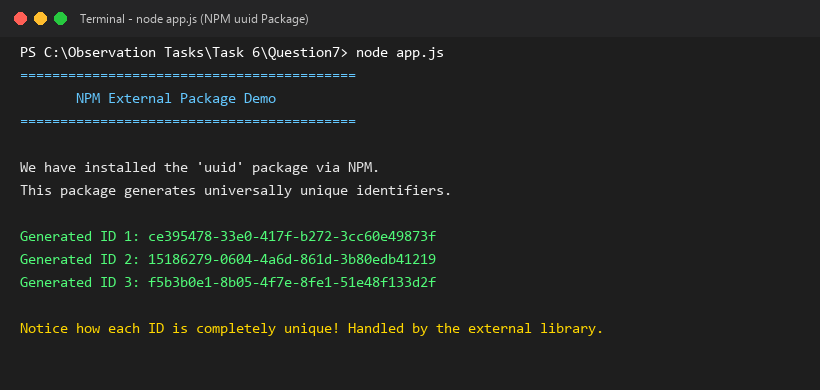 Terminal - node app.js (NPM uuid Package)
PS C:\Observation Tasks\Task 6\Question7> node app.js
==========================================
NPM External Package Demo
==========================================
We have installed the 'uuid' package via NPM.
This package generates universally unique identifiers.
Generated ID 1: ce395478-33e0-417f-b272-3cc60e49873f
Generated ID 2: 15186279-0604-4a6d-861d-3b80edb41219
Generated ID 3: f5b3b0e1-8b05-4f7e-8fe1-51e48f133d2f
Notice how each ID is completely unique! Handled by the external library.